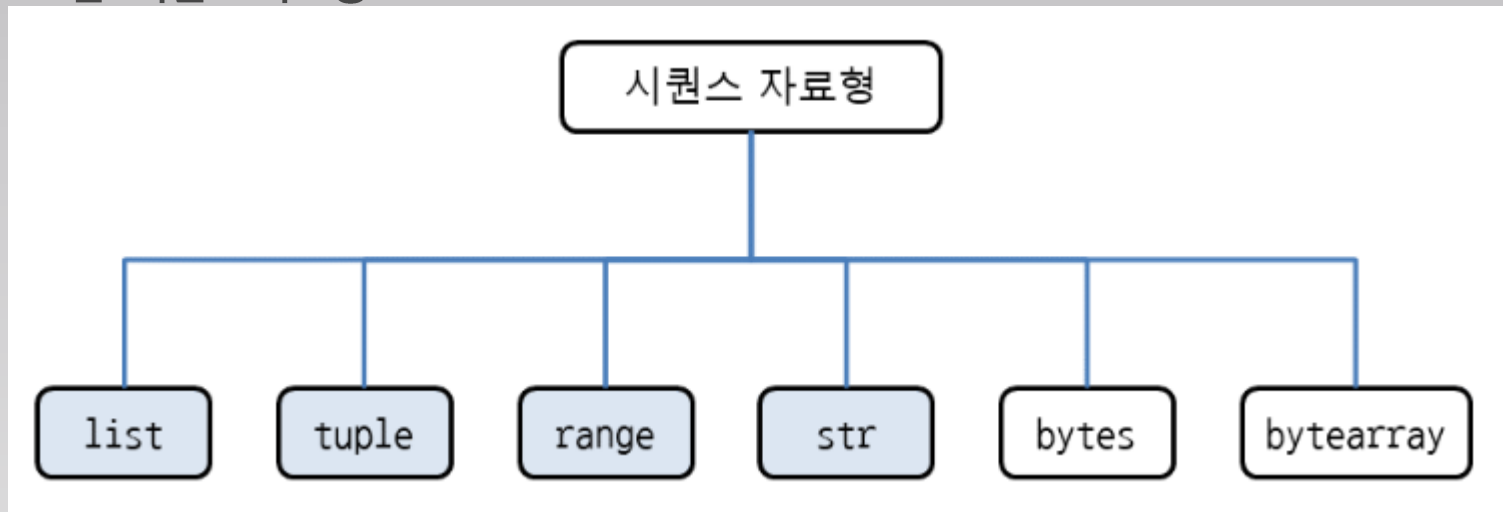 시퀀스 자료형
list tuple range str bytes bytearray